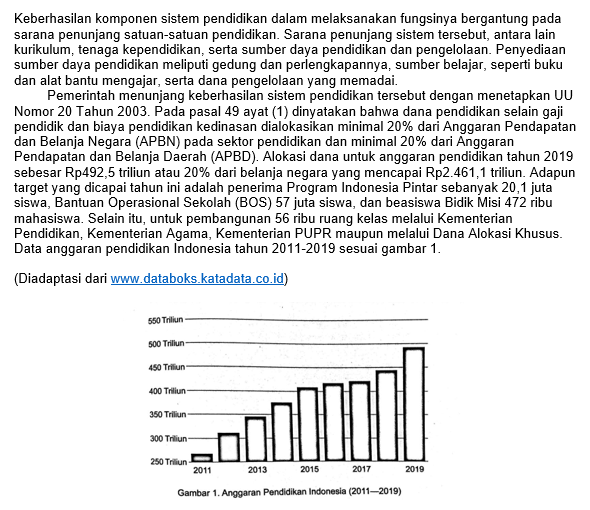 Keberhasilan komponen sistem pendidikan dalam melaksanakan fungsinya bergantung pada
sarana penunjang satuan-satuan pendidikan. Sarana penunjang sistem tersebut, antara lain
kurikulum, tenaga kependidikan, serta sumber daya pendidikan dan pengelolaan. Penyediaan
sumber daya pendidikan meliputi gedung dan perlengkapannya, sumber belajar, seperti buku
dan alat bantu mengajar, serta dana pengelolaan yang memadai.
Pemerintah menunjang keberhasilan sistem pendidikan tersebut dengan menetapkan UU
Nomor 20 Tahun 2003. Pada pasal 49 ayat (1) dinyatakan bahwa dana pendidikan selain gaji
pendidik dan biaya pendidikan kedinasan dialokasikan minimal 20% dari Anggaran Pendapatan
dan Belanja Negara (APBN) pada sektor pendidikan dan minimal 20% dari Anggaran
Pendapatan dan Belanja Daerah (APBD). Alokasi dana untuk anggaran pendidikan tahun 2019
sebesar Rp492,5 triliun atau 20% dari belanja negara yang mencapai Rp2.461,1 triliun. Adapun
target yang dicapai tahun ini adalah penerima Program Indonesia Pintar sebanyak 20,1 juta
siswa, Bantuan Operasional Sekolah (BOS) 57 juta siswa, dan beasiswa Bidik Misi 472 ribu
mahasiswa. Selain itu, untuk pembangunan 56 ribu ruang kelas melalui Kementerian
Pendidikan, Kementerian Agama, Kementerian PUPR maupun melalui Dana Alokasi Khusus.
Data anggaran pendidikan Indonesia tahun 2011-2019 sesuai gambar 1.
(Diadaptasi dari www.databoks.katadata.co.id)
550 Triliun
500 Triliun
450 Triliun
400 Triliun
350 Triliun
300 Triliun
250 Triliun
2011 2013 2015 2017 2019
Gambar 1. Anggaran Pendidikan Indonesia (2011—2019)